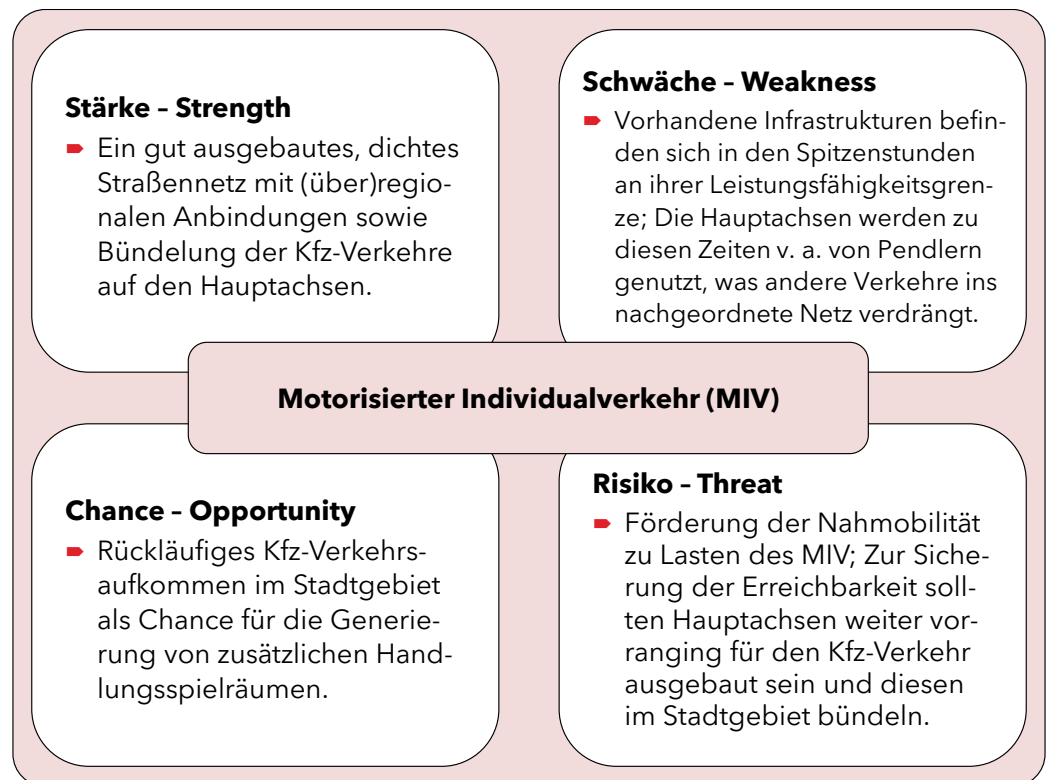 Stärke – Strength
Ein gut ausgebautes, dichtes
Straßennetz mit (über)regio-
nalen Anbindungen sowie
Bündelung der Kfz-Verkehre
auf den Hauptachsen.
Schwäche – Weakness
Vorhandene Infrastrukturen befin-
den sich in den Spitzenstunden
an ihrer Leistungsfähigkeitsgren-
ze; Die Hauptachsen werden zu
diesen Zeiten v. a. von Pendlern
genutzt, was andere Verkehre ins
nachgeordnete Netz verdrängt.
Motorisierter Individualverkehr (MIV)
Chance – Opportunity
Rückläufiges Kfz-Verkehrs-
aufkommen im Stadtgebiet
als Chance für die Generie-
rung von zusätzlichen Hand-
lungsspielräumen.
Risiko – Threat
Förderung der Nahmobilität
zu Lasten des MIV; Zur Siche-
rung der Erreichbarkeit soll-
ten Hauptachsen weiter vor-
ranging für den Kfz-Verkehr
ausgebaut sein und diesen
im Stadtgebiet bündeln.